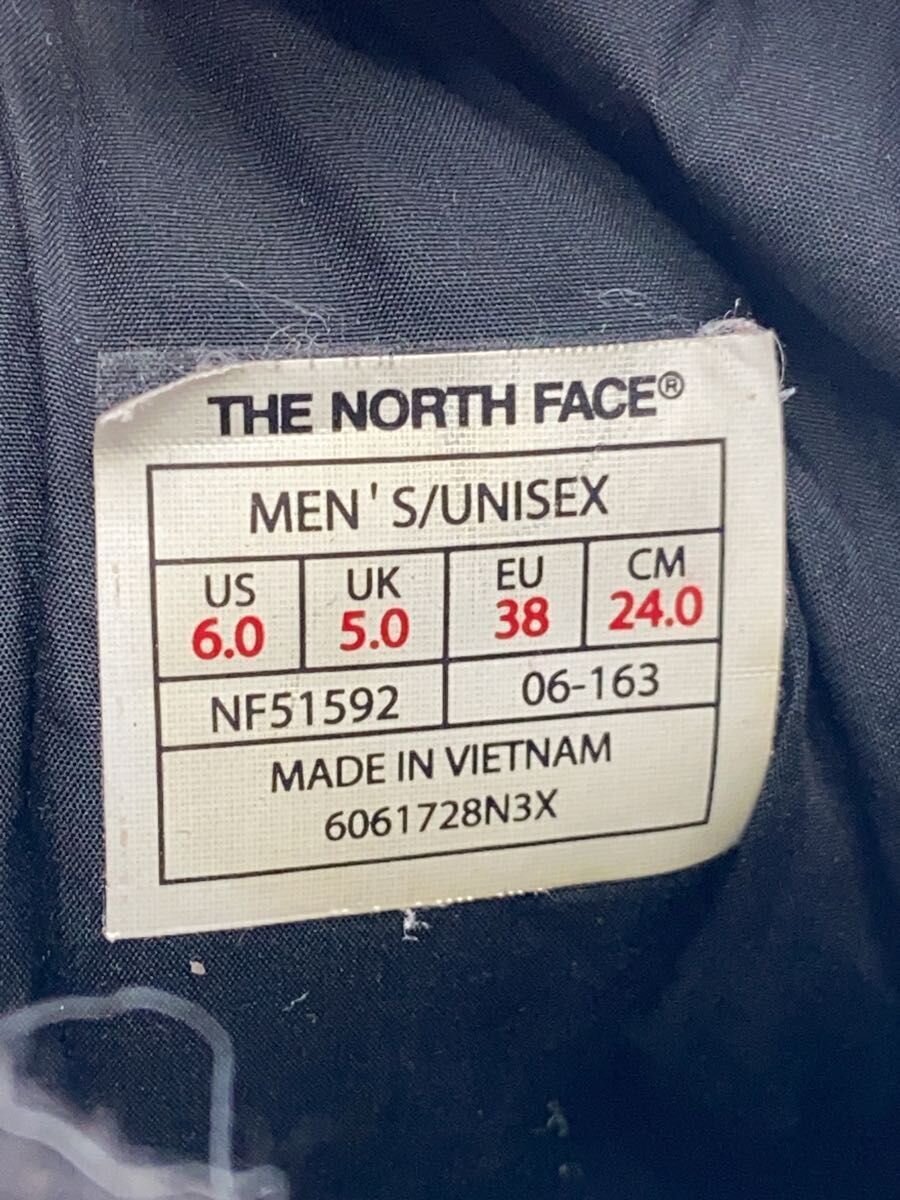 THE NORTH FACE®
MEN'S/UNISEX
US UK EU CM
6.0 5.0 38 24.0
NF51592 06-163
MADE IN VIETNAM
6061728N3X